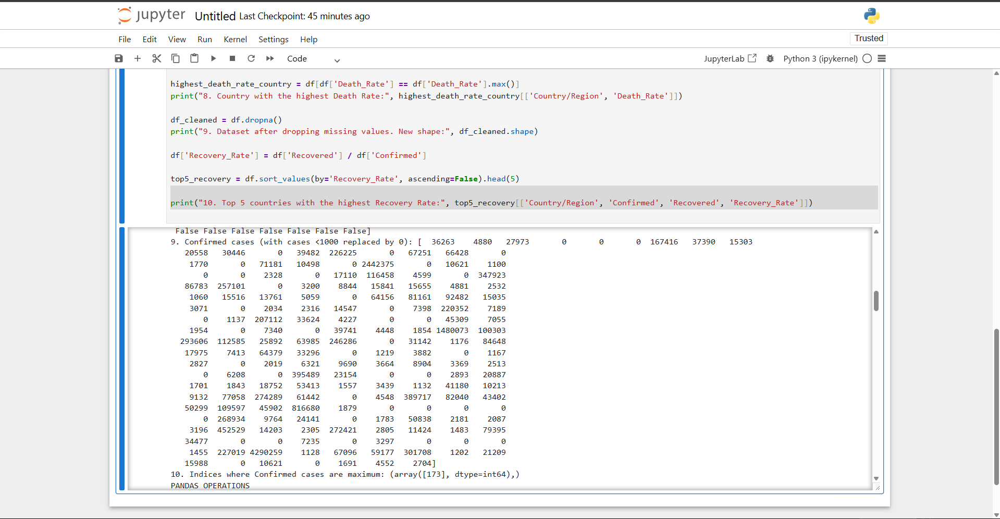 jupyter Untitled Last Checkpoint: 45 minutes ago
File Edit View Run Kernel Settings Help Trusted
Code JupyterLab Python 3 (ipykernel)
highest_death_rate_country = df[df['Death_Rate'] == df['Death_Rate'].max()]
print("8. Country with the highest Death Rate:", highest_death_rate_country[['Country/Region', 'Death_Rate']])
df_cleaned = df.dropna()
print("9. Dataset after dropping missing values. New shape:", df_cleaned.shape)
df['Recovery_Rate'] = df['Recovered'] / df['Confirmed']
top5_recovery = df.sort_values(by='Recovery_Rate', ascending=False).head(5)
print("10. Top 5 countries with the highest Recovery Rate:", top5_recovery[['Country/Region', 'Confirmed', 'Recovered', 'Recovery_Rate']])
False False False False False False False]
9. Confirmed cases (with cases <1000 replaced by 0): [ 36263 4880 27973 0 0 0 167416 37390 15303
20558 30446 0 39482 226225 0 67251 66428 0
1770 0 71181 10498 0 2442375 0 10621 1100
0 0 2328 0 17110 116458 4599 0 347923
86783 257101 0 3200 8844 15841 15655 4881 2532
1060 15516 13761 5059 0 64156 81161 92482 15035
3071 0 2034 2316 14547 0 7398 220352 7189
0 1137 207112 33624 4227 0 0 45309 7055
1954 0 7340 0 39741 4448 1854 1480073 100303
293606 112585 25892 63985 246286 0 31142 1176 84648
17975 7413 64379 33296 0 1219 3882 0 1167
2827 0 2019 6321 9690 3664 8904 3369 2513
0 6208 0 395489 23154 0 0 2893 20887
1701 1843 18752 53413 1557 3439 1132 41180 10213
9132 77058 274289 61442 0 4548 389717 82040 43402
50299 109597 45902 816680 1879 0 0 0 0
0 268934 9764 24141 0 1783 50838 2181 2087
3196 452529 14203 2305 272421 2805 11424 1483 79395
34477 0 0 7235 0 3297 0 0 0
1455 227019 4290259 1128 67096 59177 301708 1202 21209
15988 0 10621 0 1691 4552 2704]
10. Indices where Confirmed cases are maximum: (array([173], dtype=int64),)
PANDAS OPERATIONS